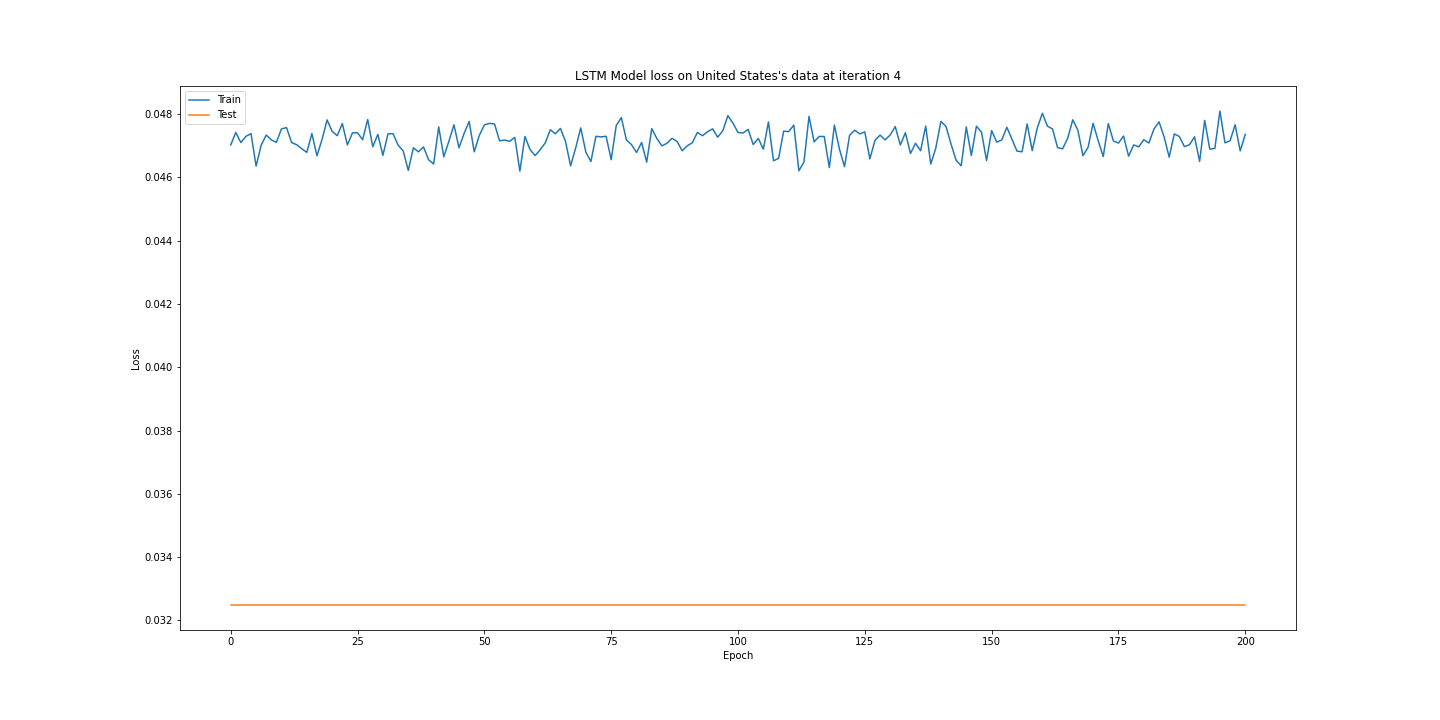 LSTM Model loss on United States's data at iteration 4
Train
Test
0.048
0.046
0.044
0.042
0.040
0.038
0.036
0.034
0.032
Loss
0 25 50 75 100 125 150 175 200
Epoch